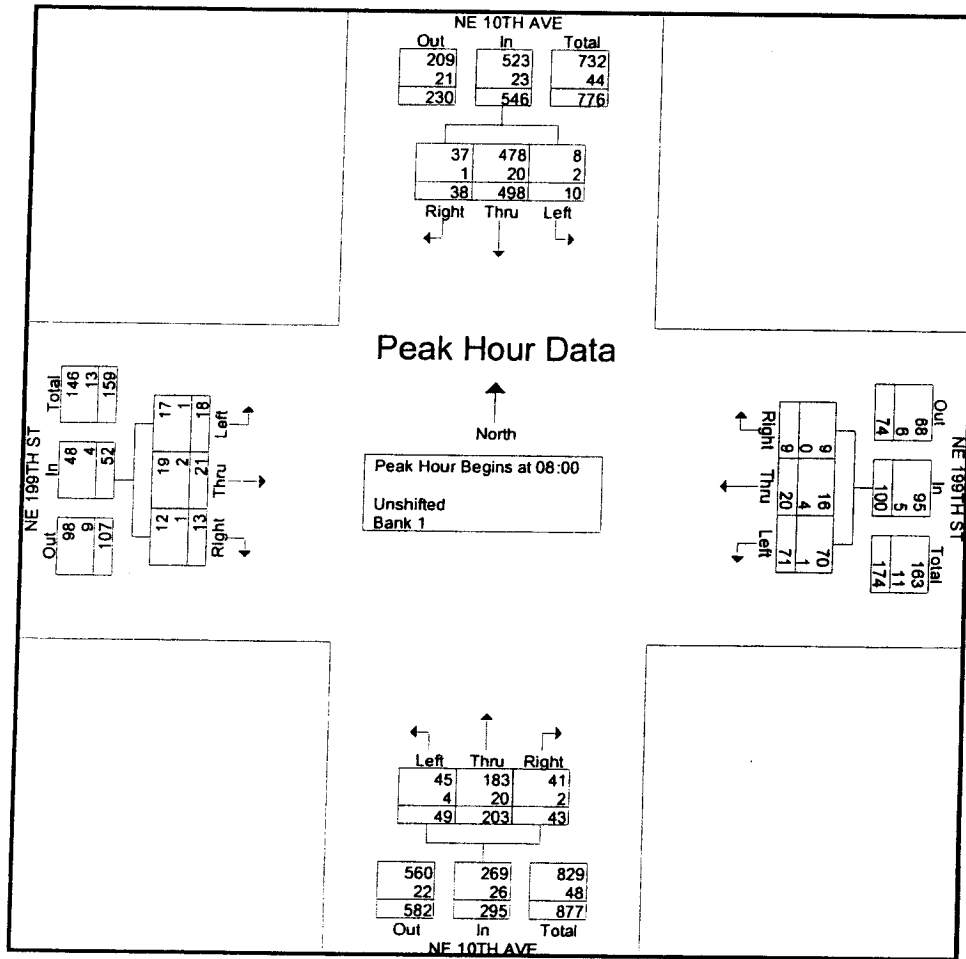 NE 10TH AVE
Out In Total
209 523 732
21 23 44
230 546 776
37 478 8
1 20 2
38 498 10
Right Thru Left
Peak Hour Data
North
Peak Hour Begins at 08:00
Unshifted
Bank 1
NE 199TH ST
Out In Total
98 48 146
9 4 13
107 52 159
Right Thru Left
12 19 17
1 2 1
13 21 18
Right Thru Left
9 16 70
0 4 1
9 20 71
Out In Total
68 95 163
6 5 11
74 100 174
NE 199TH ST
Left Thru Right
45 183 41
4 20 2
49 203 43
560 269 829
22 26 48
582 295 877
Out In Total
NE 10TH AVE